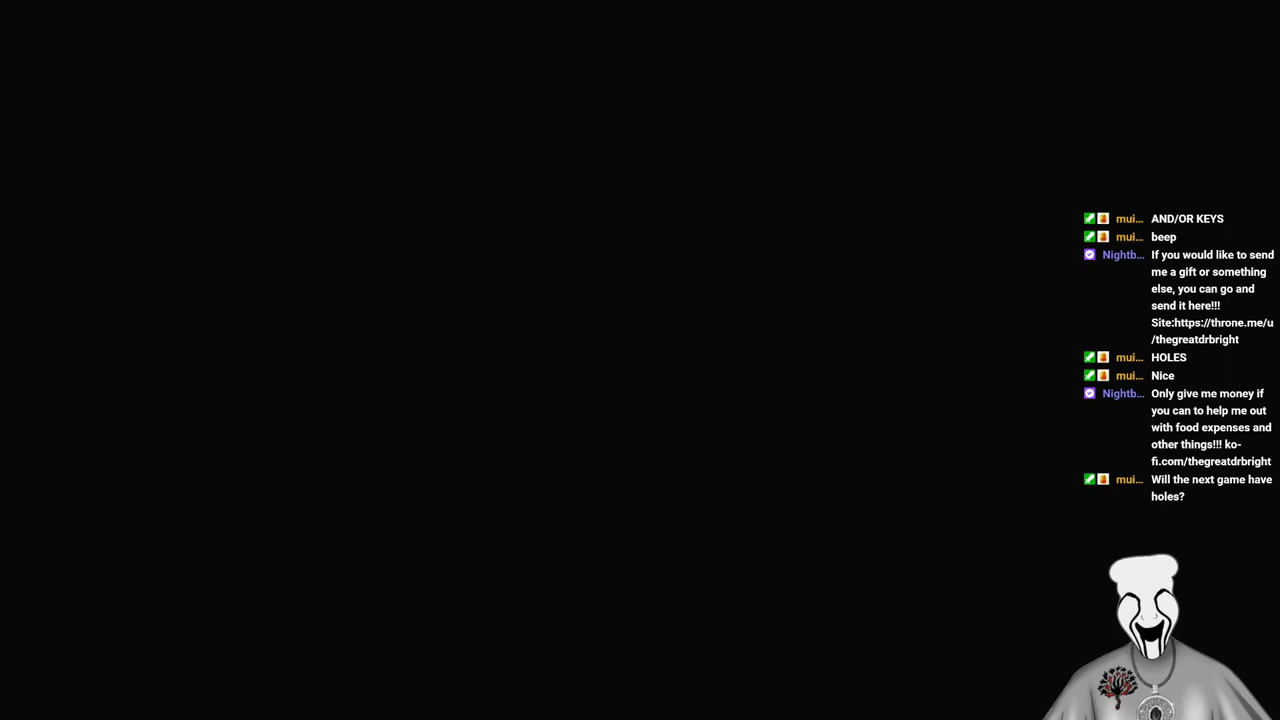 mui... AND/OR KEYS
mui... beep
Nightb... If you would like to send
me a gift or something
else, you can go and
send it here!!!
Site:https://throne.me/u
/thegreatdrbright
mui... HOLES
mui... Nice
Nightb... Only give me money if
you can to help me out
with food expenses and
other things!!! ko-
fi.com/thegreatdrbright
mui... Will the next game have
holes?